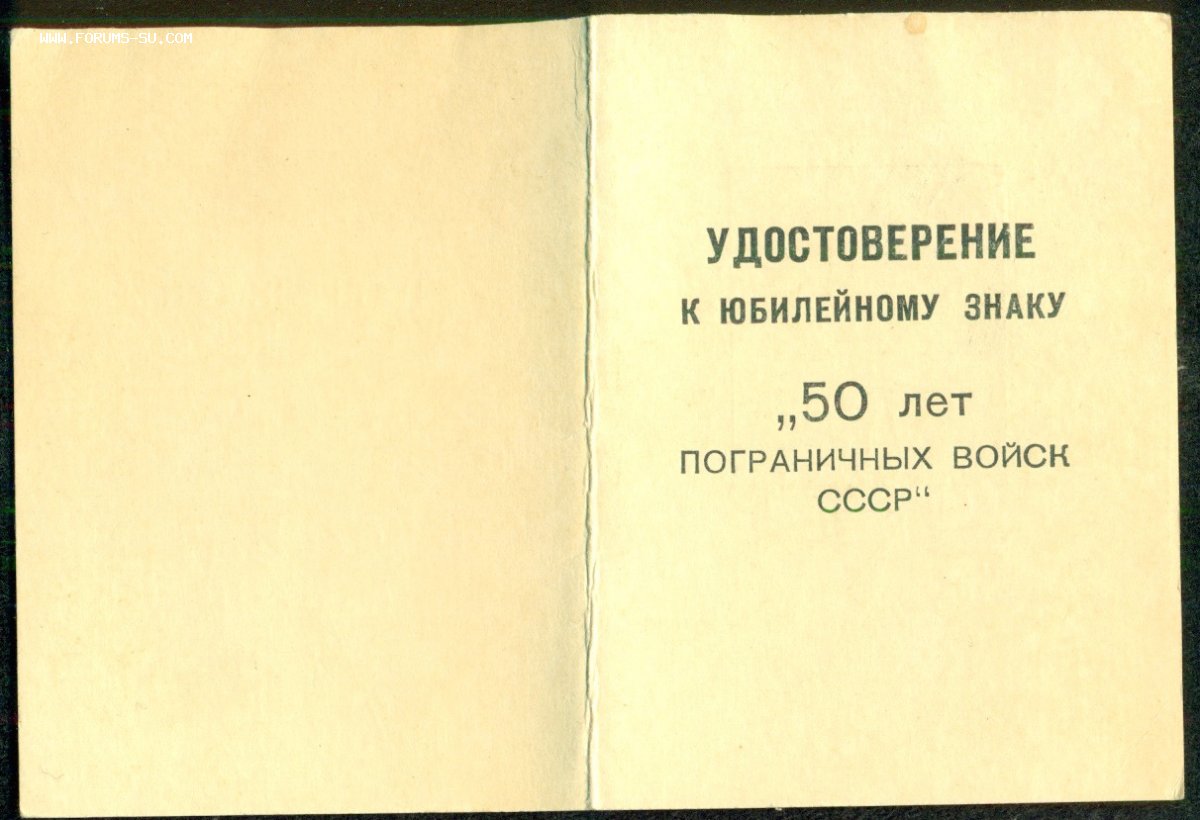 WWW.FORUMS-SU.COM
УДОСТОВЕРЕНИЕ
К ЮБИЛЕЙНОМУ ЗНАКУ
„50 лет
ПОГРАНИЧНЫХ ВОЙСК
СССР“